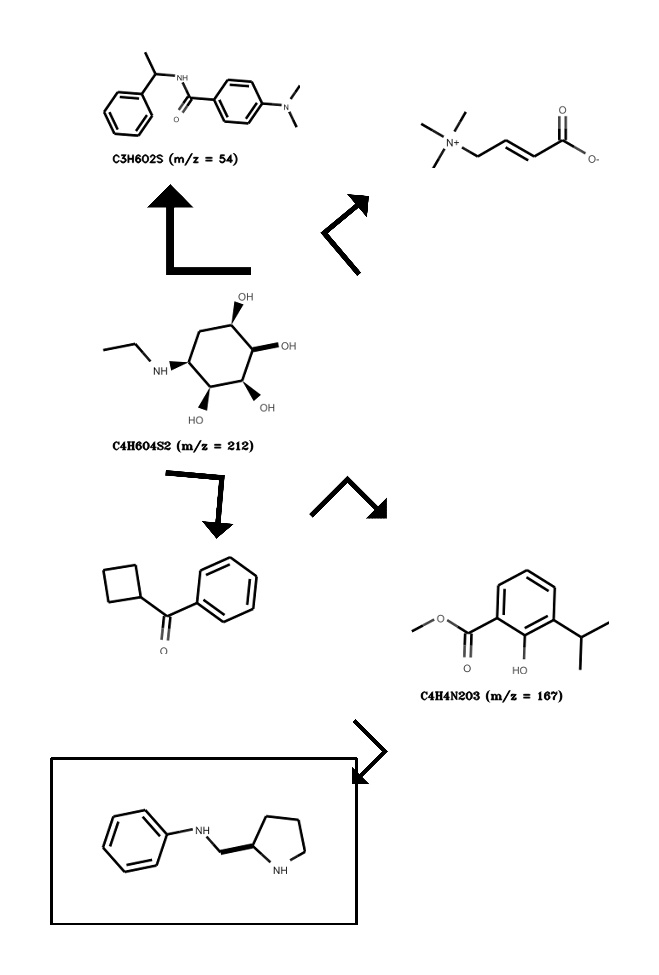 NH
O
N
C3H6O2S (m/z = 54)
O
N+
O-
OH
OH
NH
OH
HO
C4H6O4S2 (m/z = 212)
O
O
O
HO
C4H4N2O3 (m/z = 167)
NH
NH